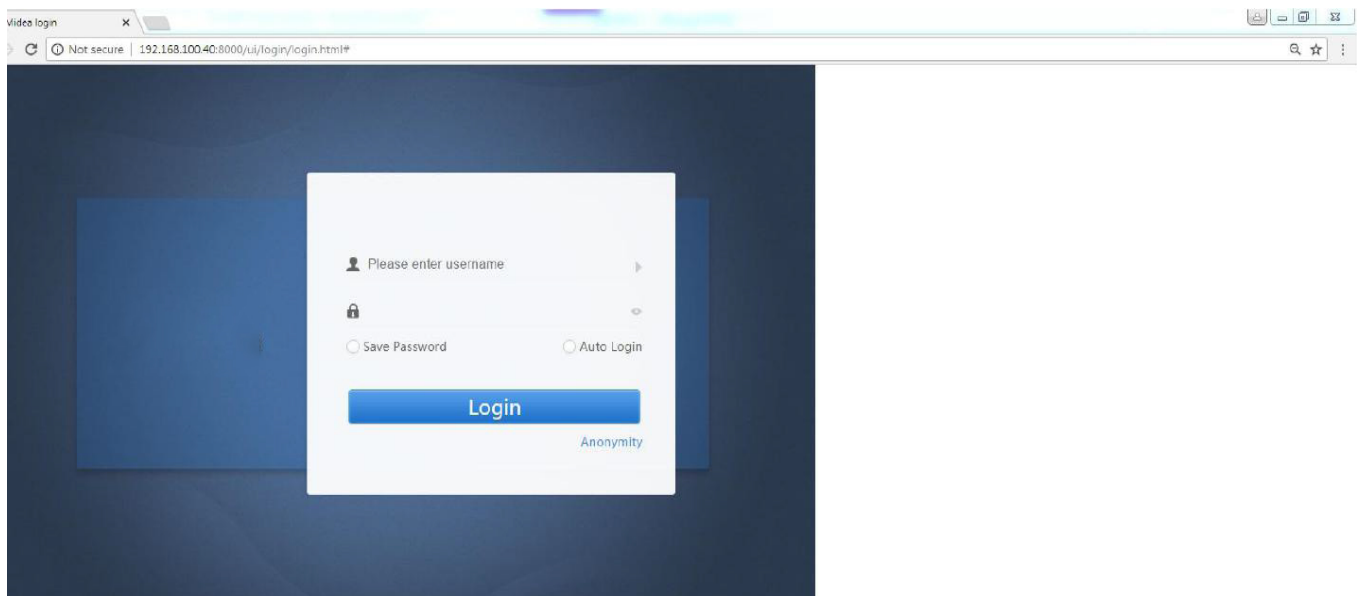 Midea login
Not secure | 192.168.100.40:8000/ui/login/login.html#
Please enter username
Save Password
Auto Login
Login
Anonymity